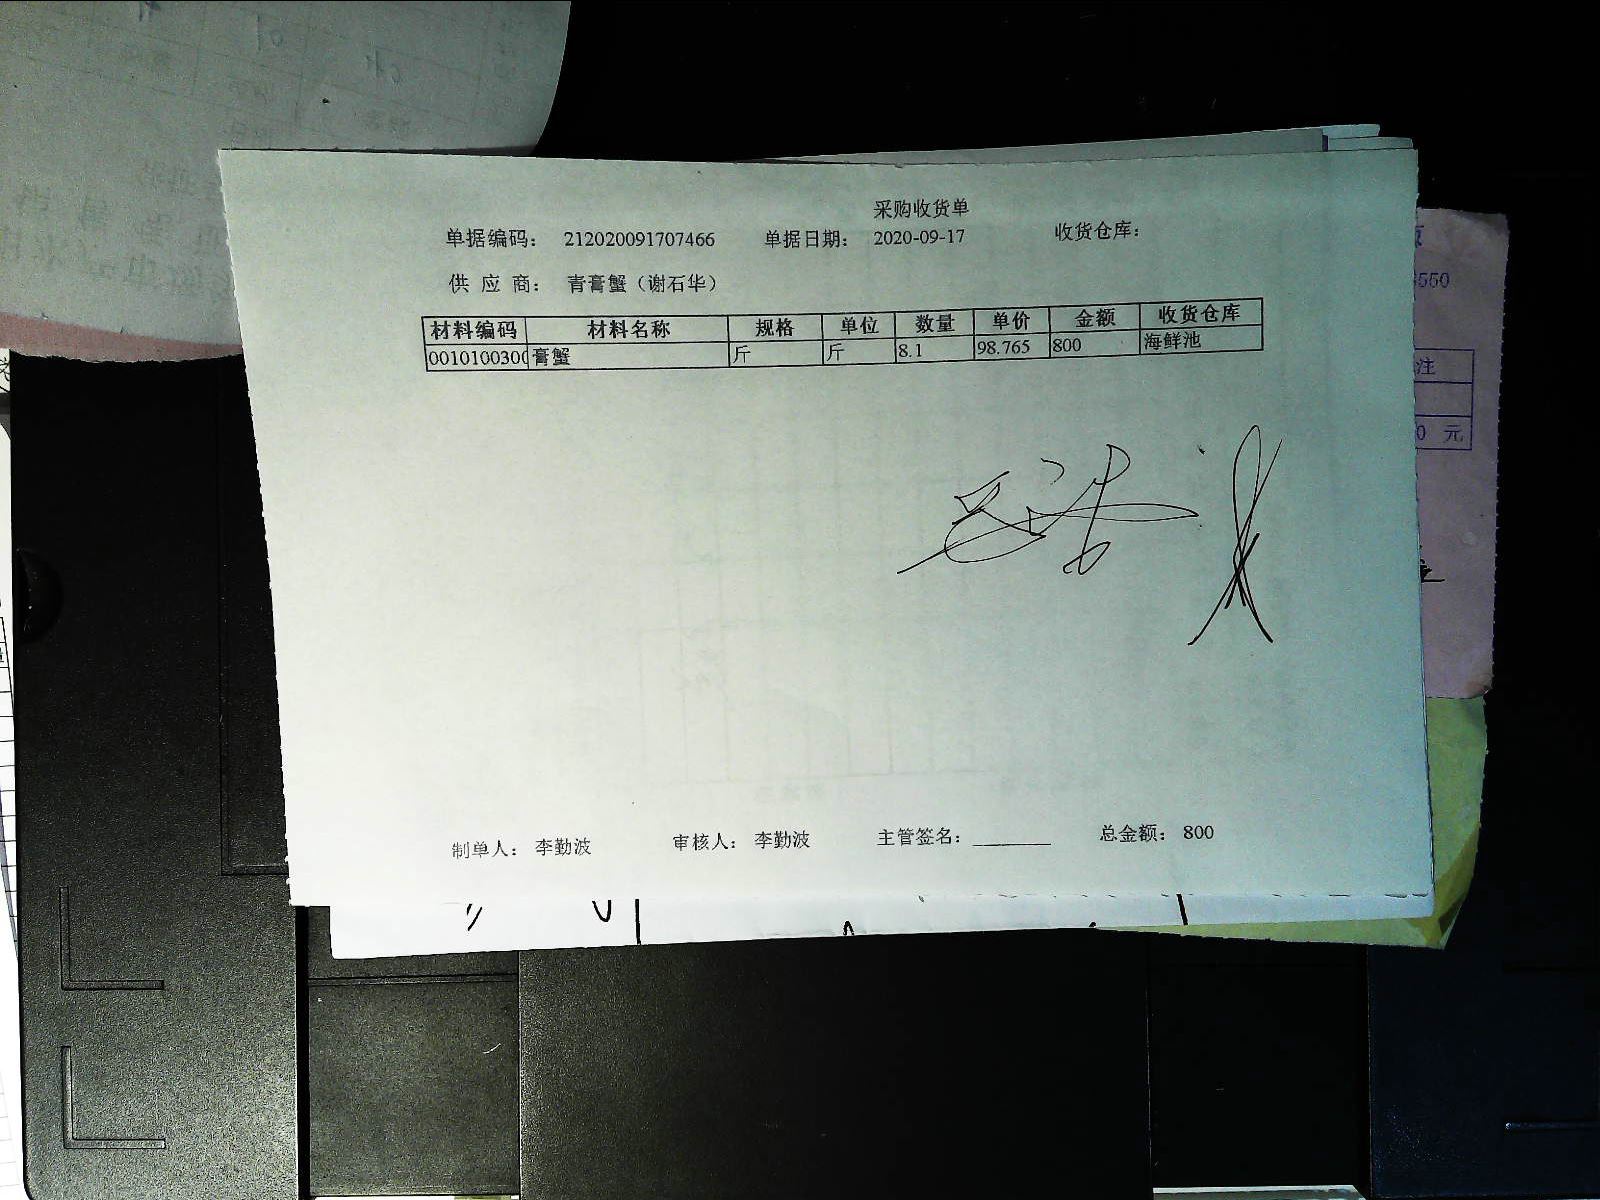 采购收货单
单据编码： 212020091707466 单据日期： 2020-09-17 收货仓库：
供 应 商： 青膏蟹（谢石华）
材料编码 材料名称 规格 单位 数量 单价 金额 收货仓库
0010100300 膏蟹 斤 斤 8.1 98.765 800 海鲜池
制单人： 李勤波 审核人： 李勤波 主管签名： 总金额： 800
550
注
0 元